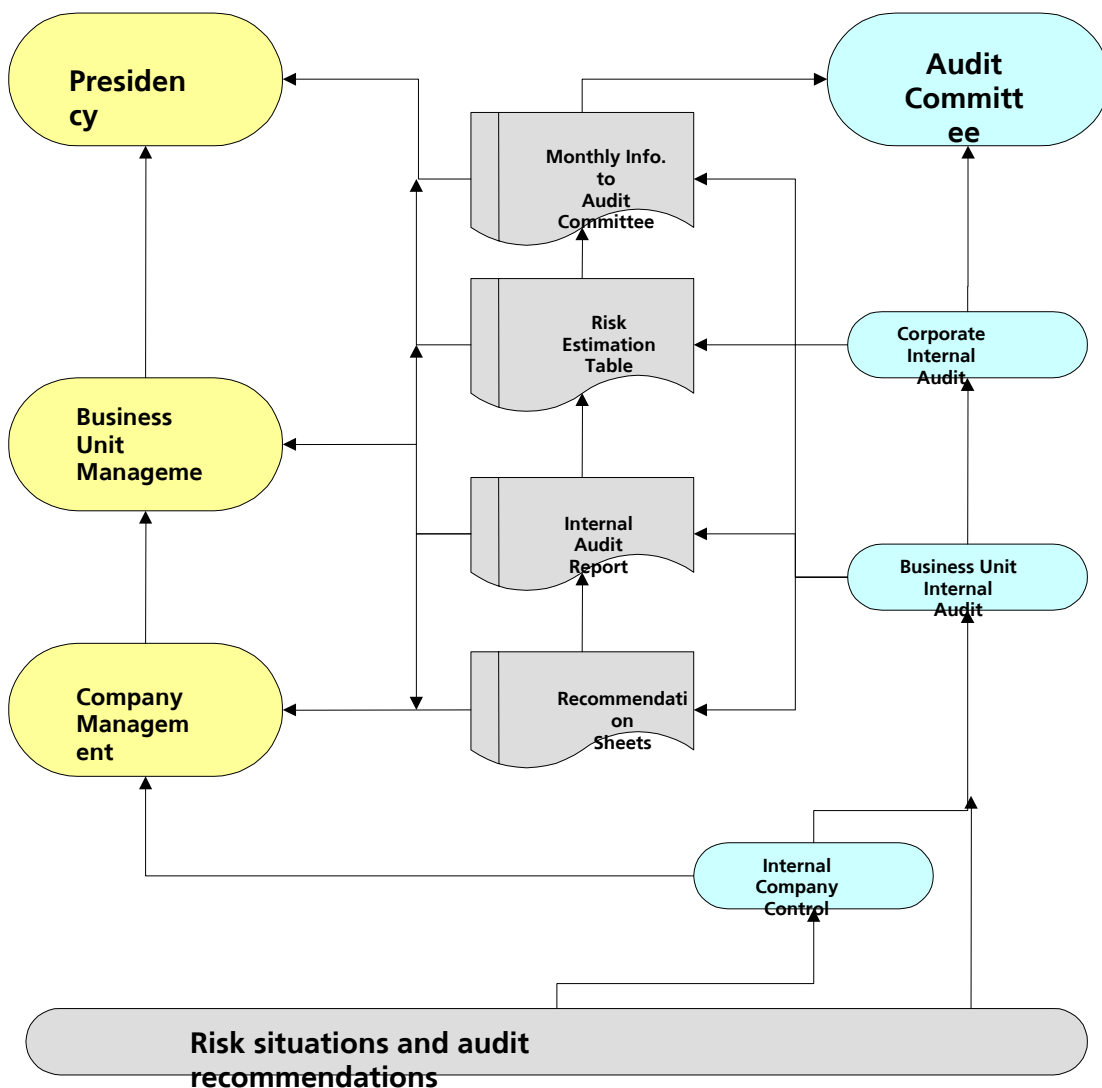 Presiden
cy
Audit
Committ
ee
Monthly Info.
to
Audit
Committee
Risk
Estimation
Table
Corporate
Internal
Audit
Business
Unit
Manageme
Internal
Audit
Report
Business Unit
Internal
Audit
Company
Managem
ent
Recommendati
on
Sheets
Internal
Company
Control
Risk situations and audit
recommendations